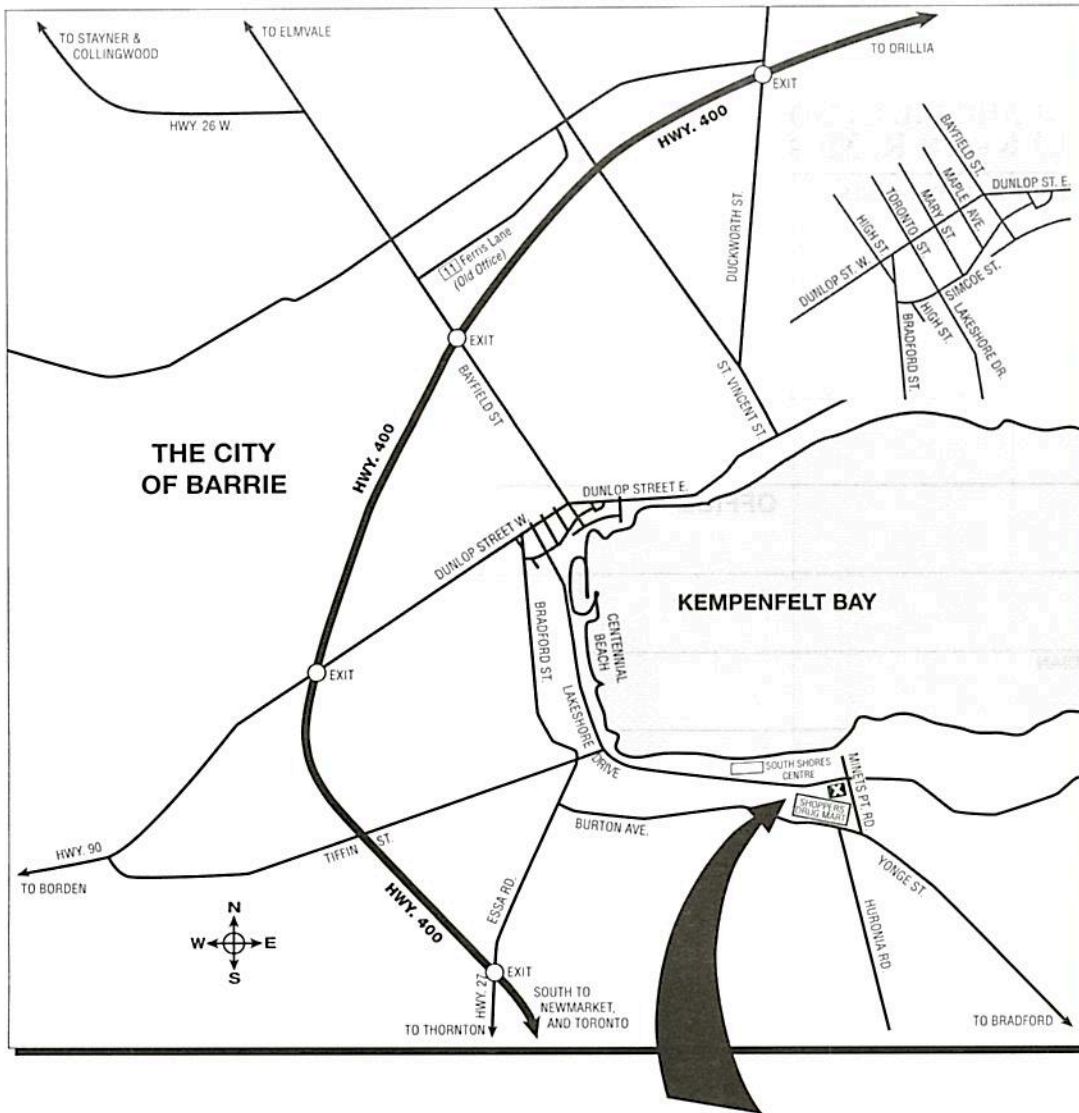 TO STAYNER &
COLLINGWOOD
TO ELMVALE
TO ORILLIA
EXIT
HWY. 26 W.
HWY. 400
BAYFIELD ST.
MAPLE AVE.
MARY ST
TORONTO ST
HIGH ST.
DUNLOP ST. E.
DUNLOP ST. W.
SIMCOE ST.
HIGH ST.
LAKESHORE DR.
BRADFORD ST.
DUCKWORTH ST.
11 Ferris Lane
(Old Office)
EXIT
BAYFIELD ST
ST. VINCENT ST.
THE CITY
OF BARRIE
HWY. 400
DUNLOP STREET E.
DUNLOP STREET W.
KEMPENFELT BAY
BRADFORD ST.
CENTENNIAL
BEACH
LAKESHORE DRIVE
EXIT
SOUTH SHORES
CENTRE
MINETS PT. RD
X
SHOPPERS
DRUG MART
BURTON AVE.
TIFFIN ST.
HWY. 90
TO BORDEN
HWY. 400
ESSA RD.
YONGE ST.
HURONIA RD.
N
W E
S
EXIT
HWY. 27
SOUTH TO
NEWMARKET,
AND TORONTO
TO THORNTON
TO BRADFORD